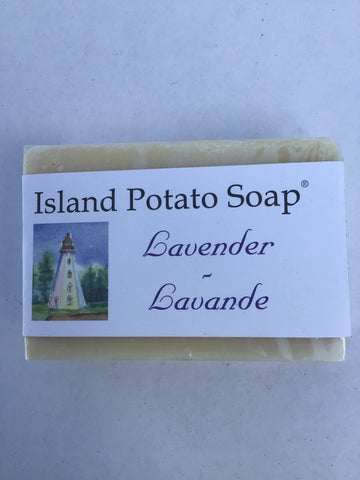 Island Potato Soap®
Lavender
-
Lavande